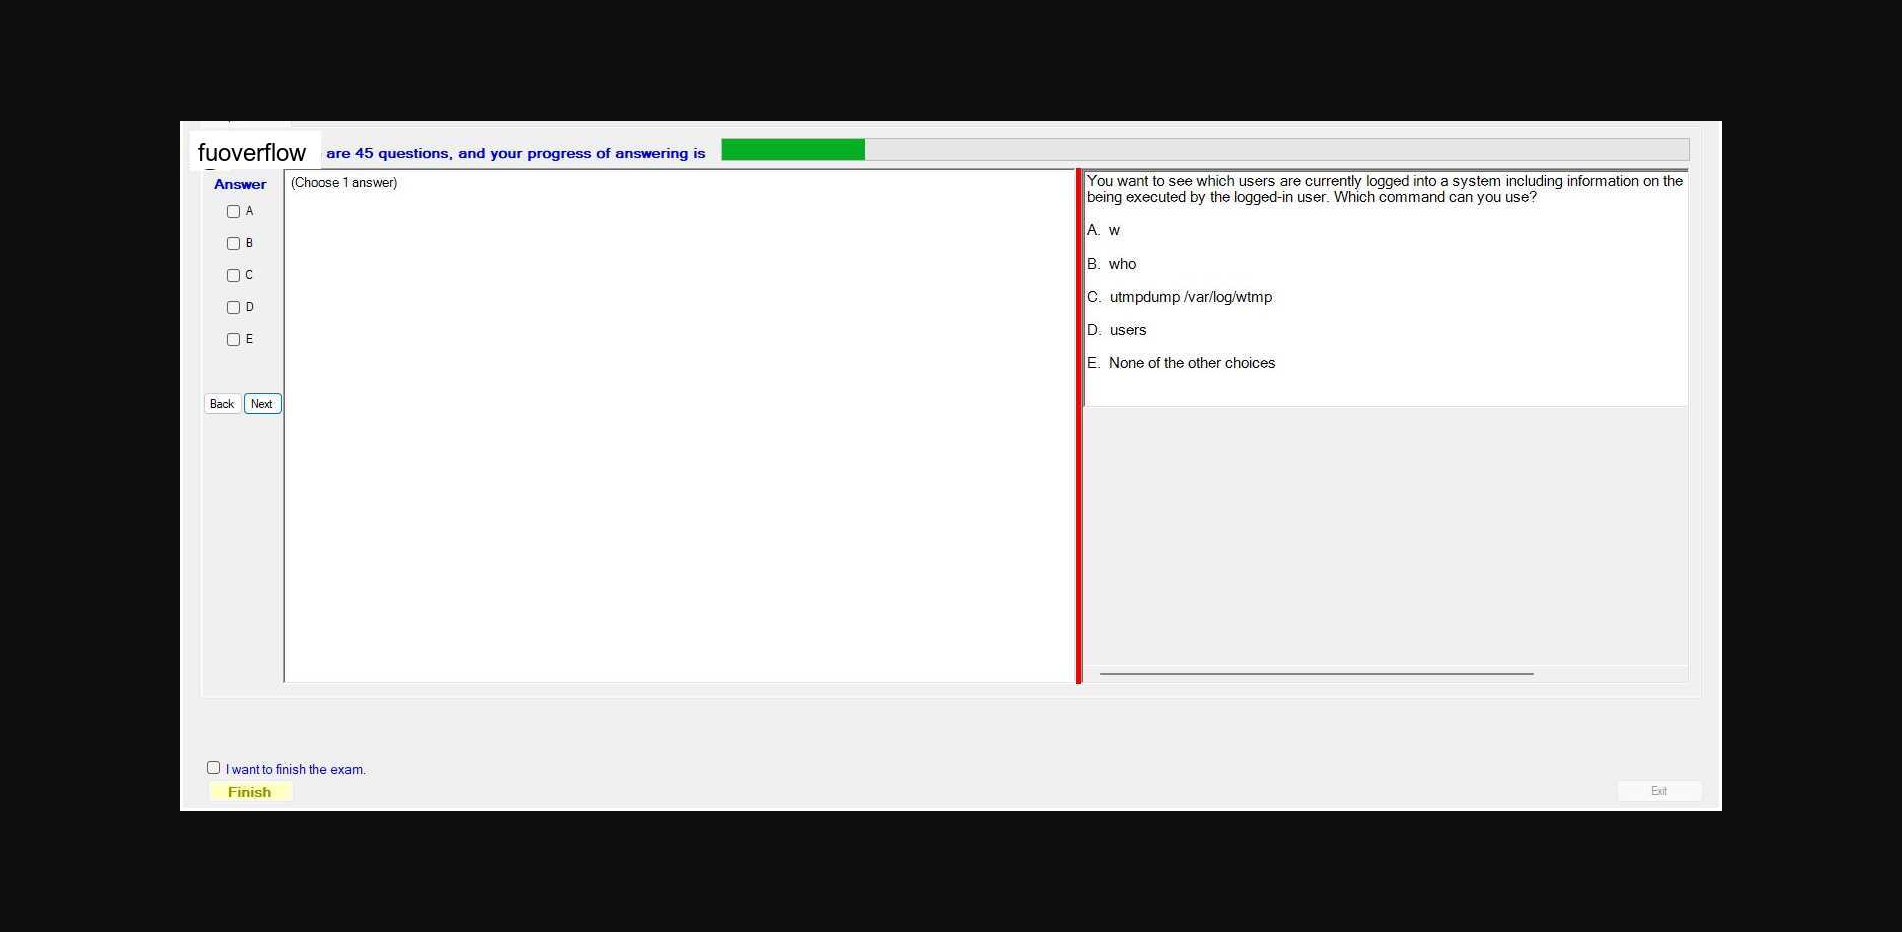 fuoverflow are 45 questions, and your progress of answering is
Answer
A
B
C
D
E
Back Next
(Choose 1 answer)
You want to see which users are currently logged into a system including information on the
being executed by the logged-in user. Which command can you use?
A. w
B. who
C. utmpdump /var/log/wtmp
D. users
E. None of the other choices
I want to finish the exam.
Finish
Exit